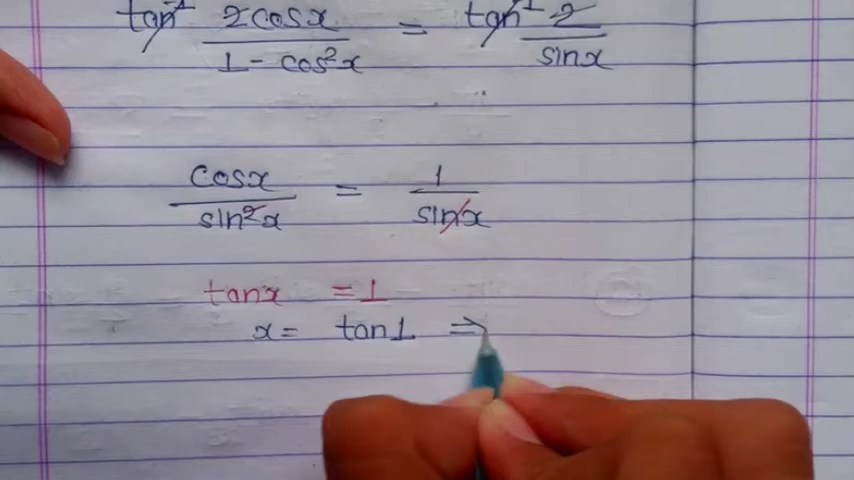 tan⁻¹ 2cosx / 1 - cos²x = tan⁻¹ 2 / sinx
cosx / sin²x = 1 / sinx
tanx = 1
x = tan1 ⇒